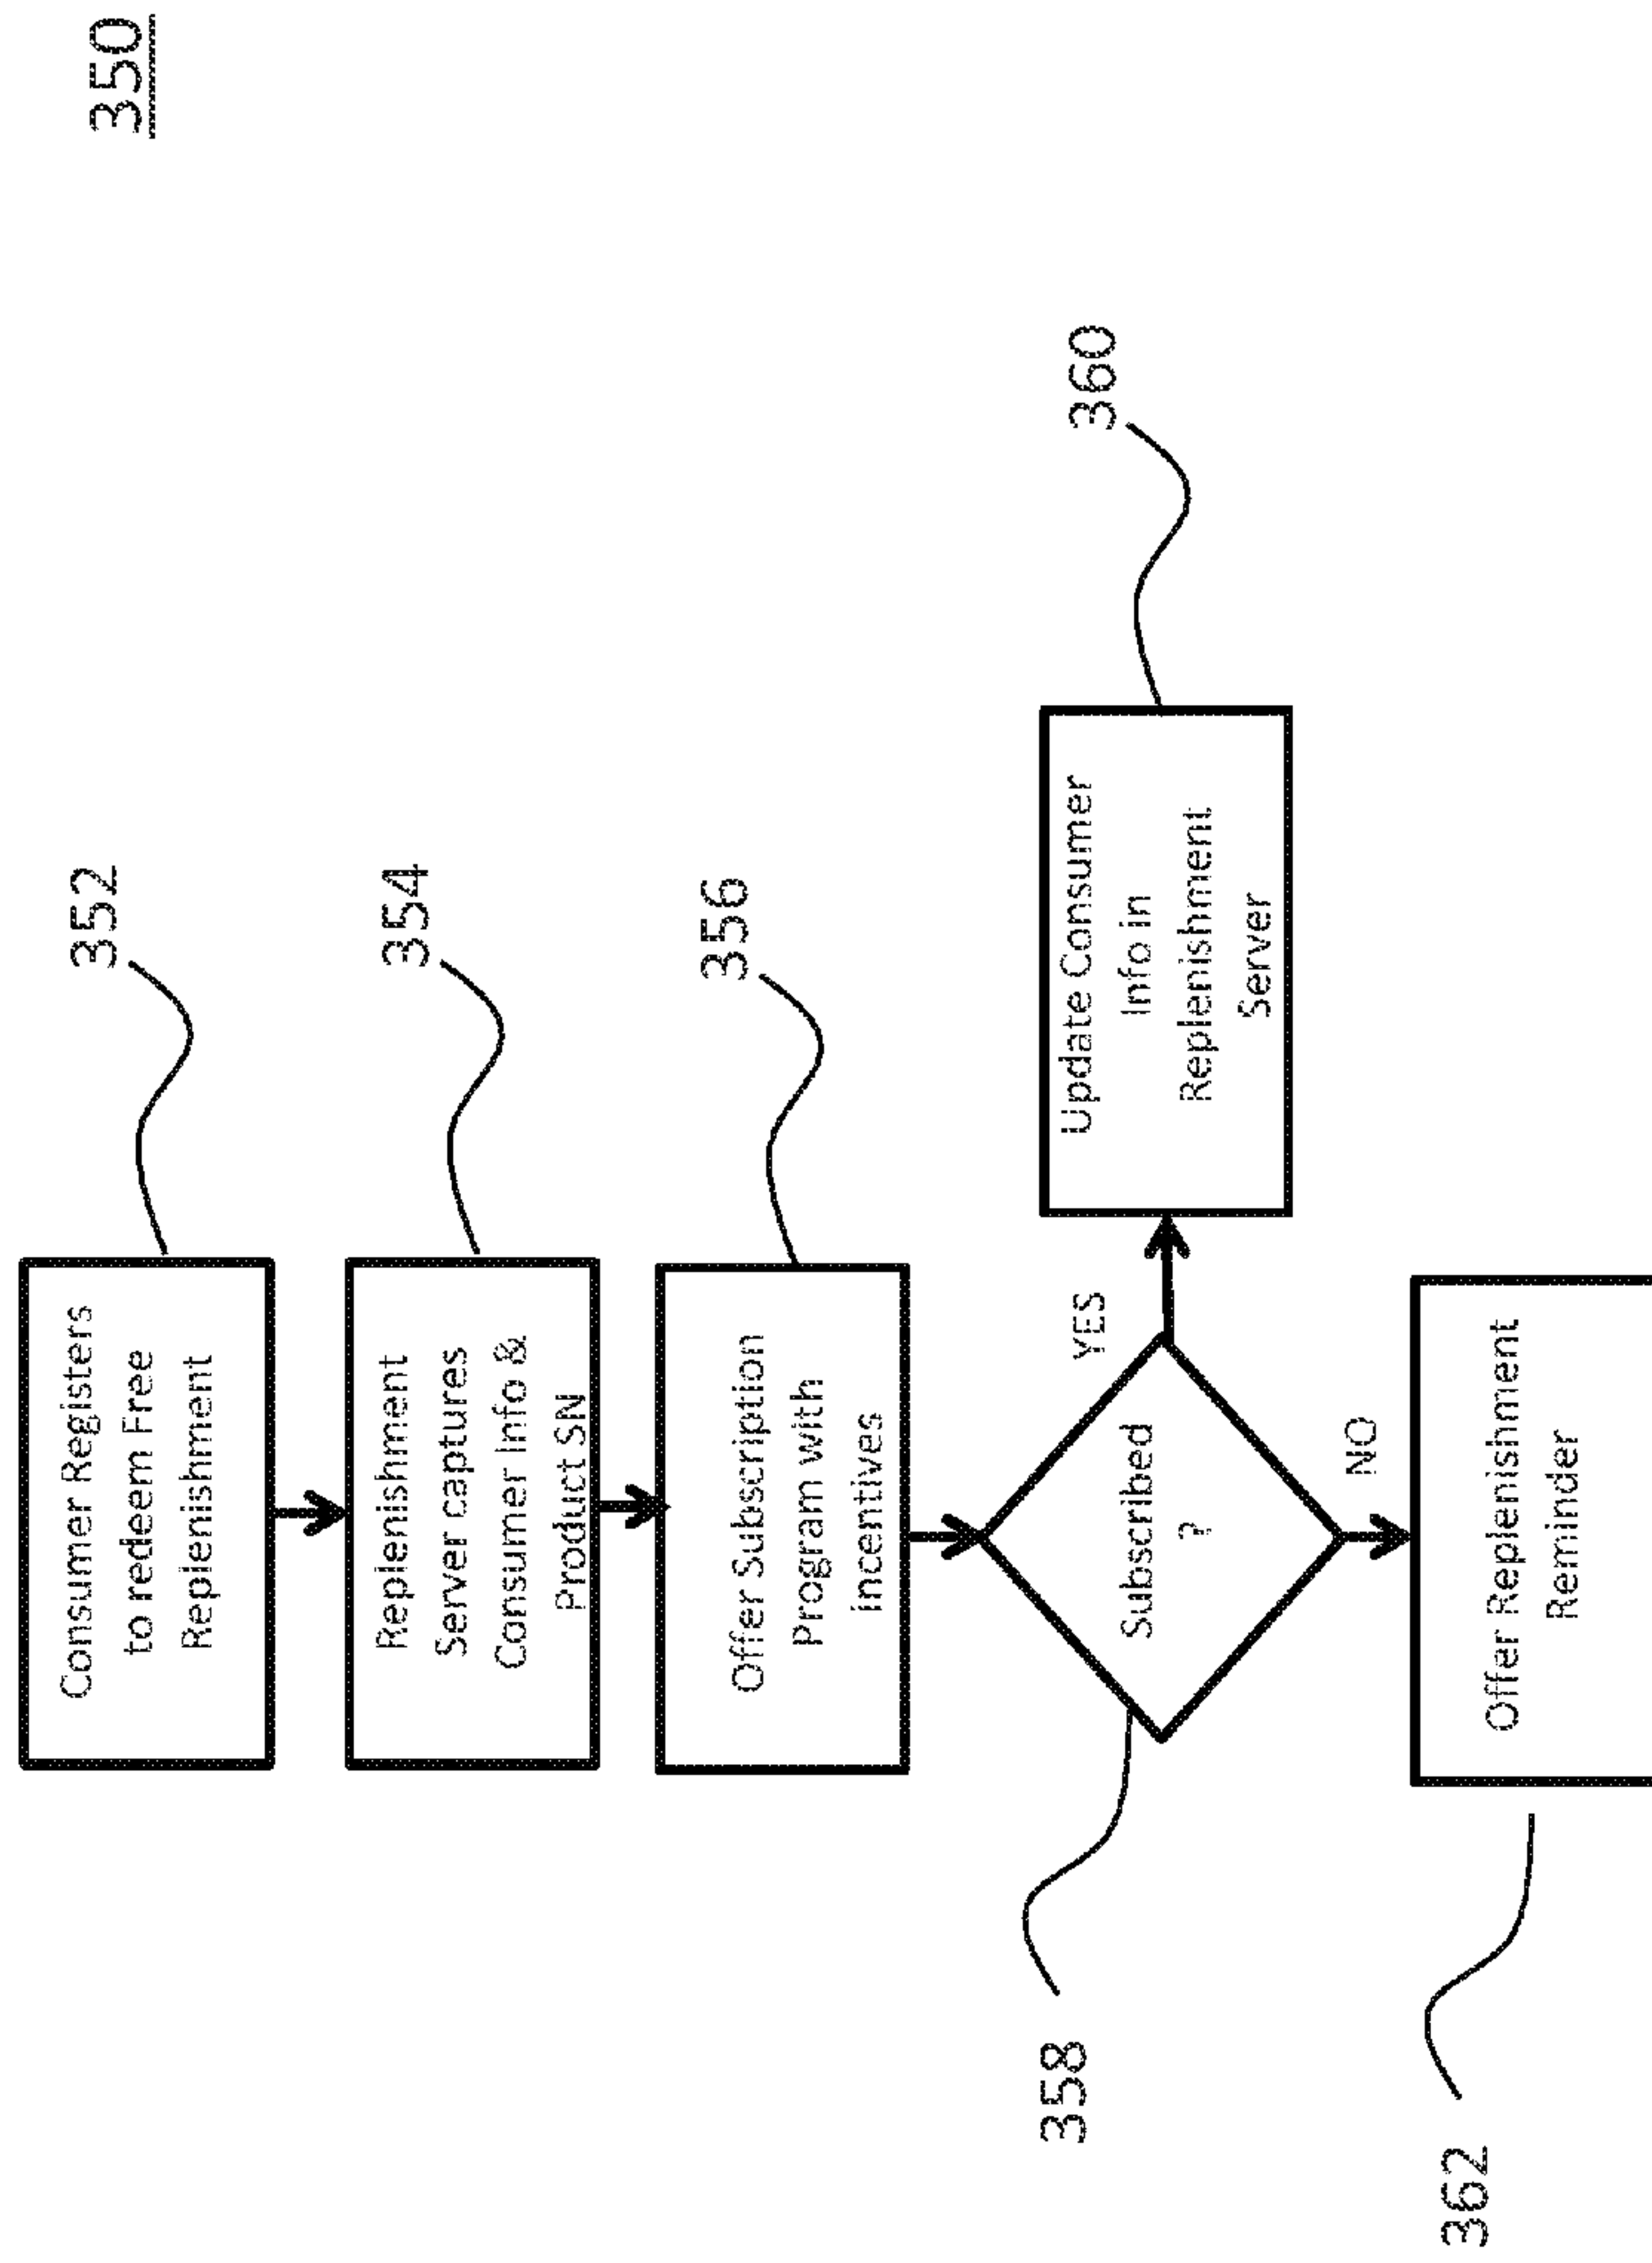 350
Consumer Registers
to redeem Free
Replenishment
352
Replenishment
Server captures
Consumer Info &
Product SN
354
Offer Subscription
Program with
incentives
356
Subscribed
?
358
YES
Update Consumer
Info in
Replenishment
Server
360
NO
Offer Replenishment
Reminder
362